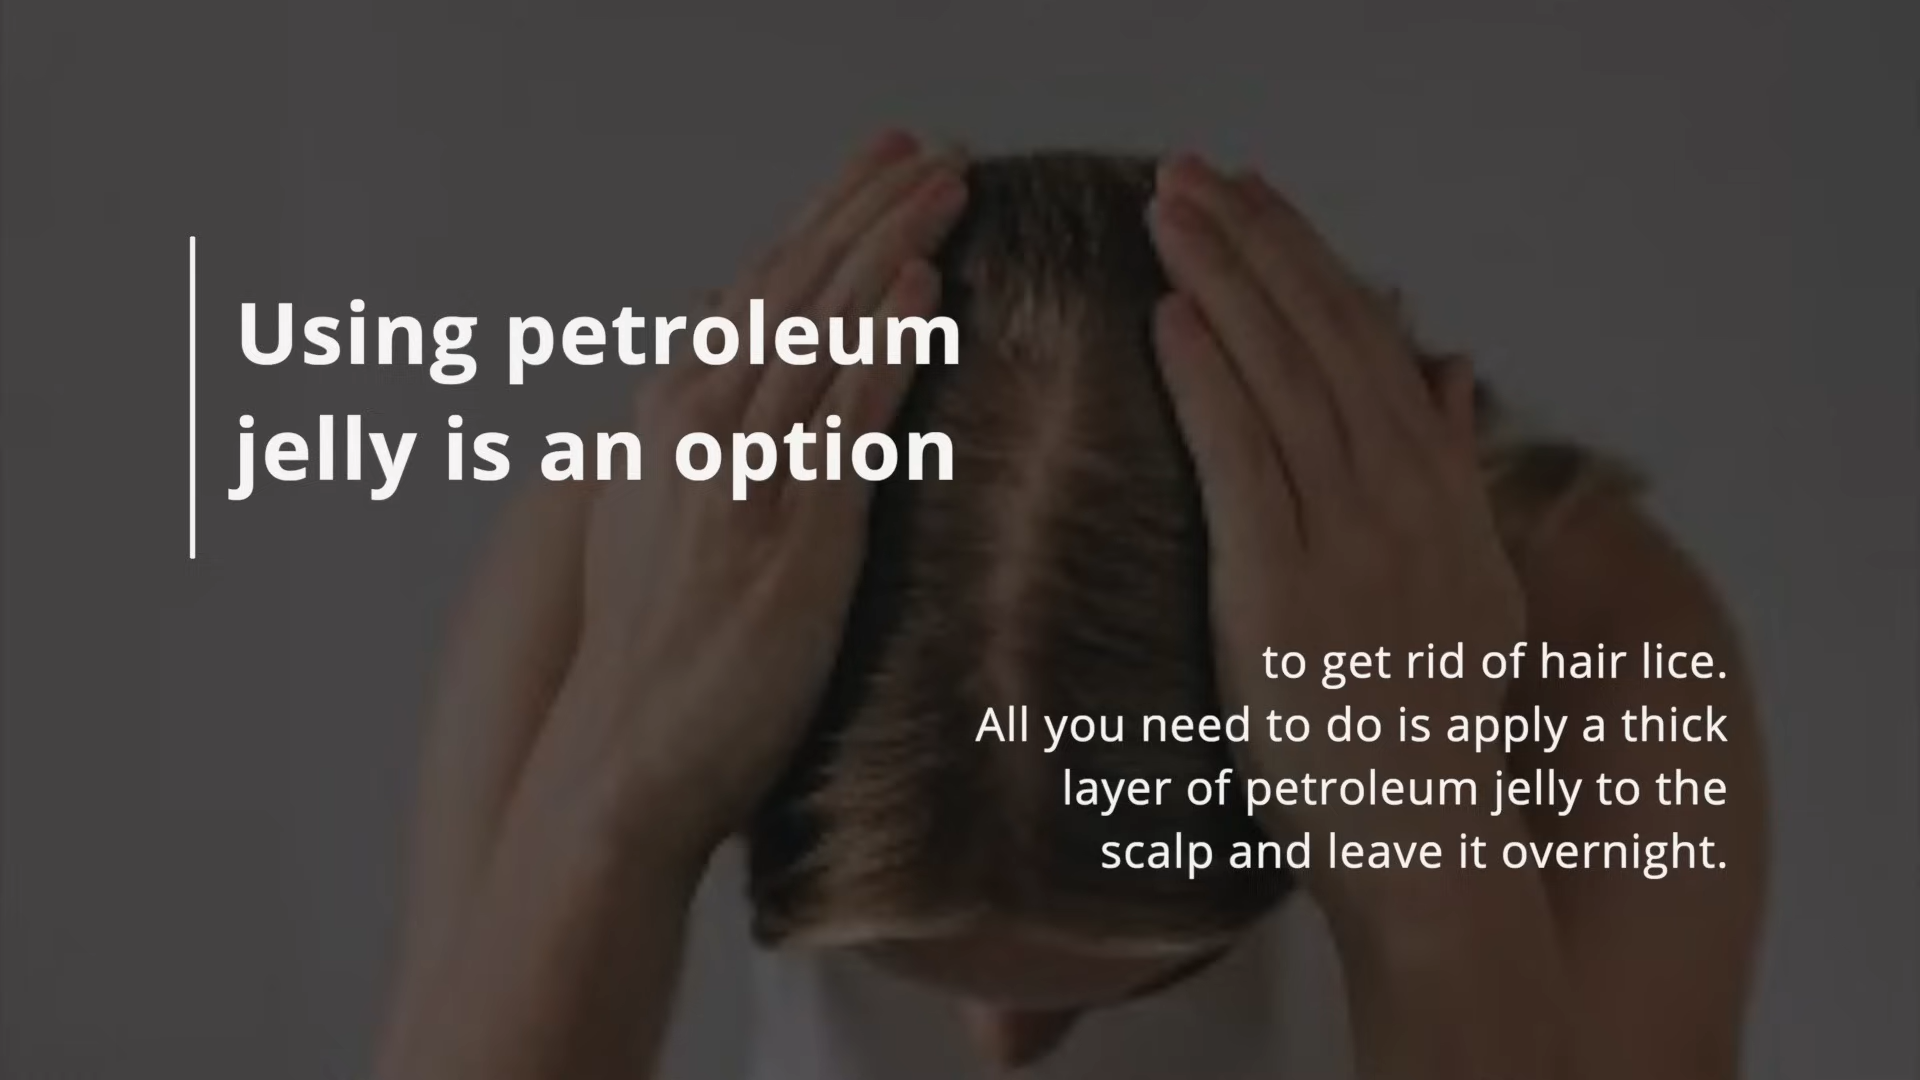 Using petroleum
jelly is an option
to get rid of hair lice.
All you need to do is apply a thick
layer of petroleum jelly to the
scalp and leave it overnight.